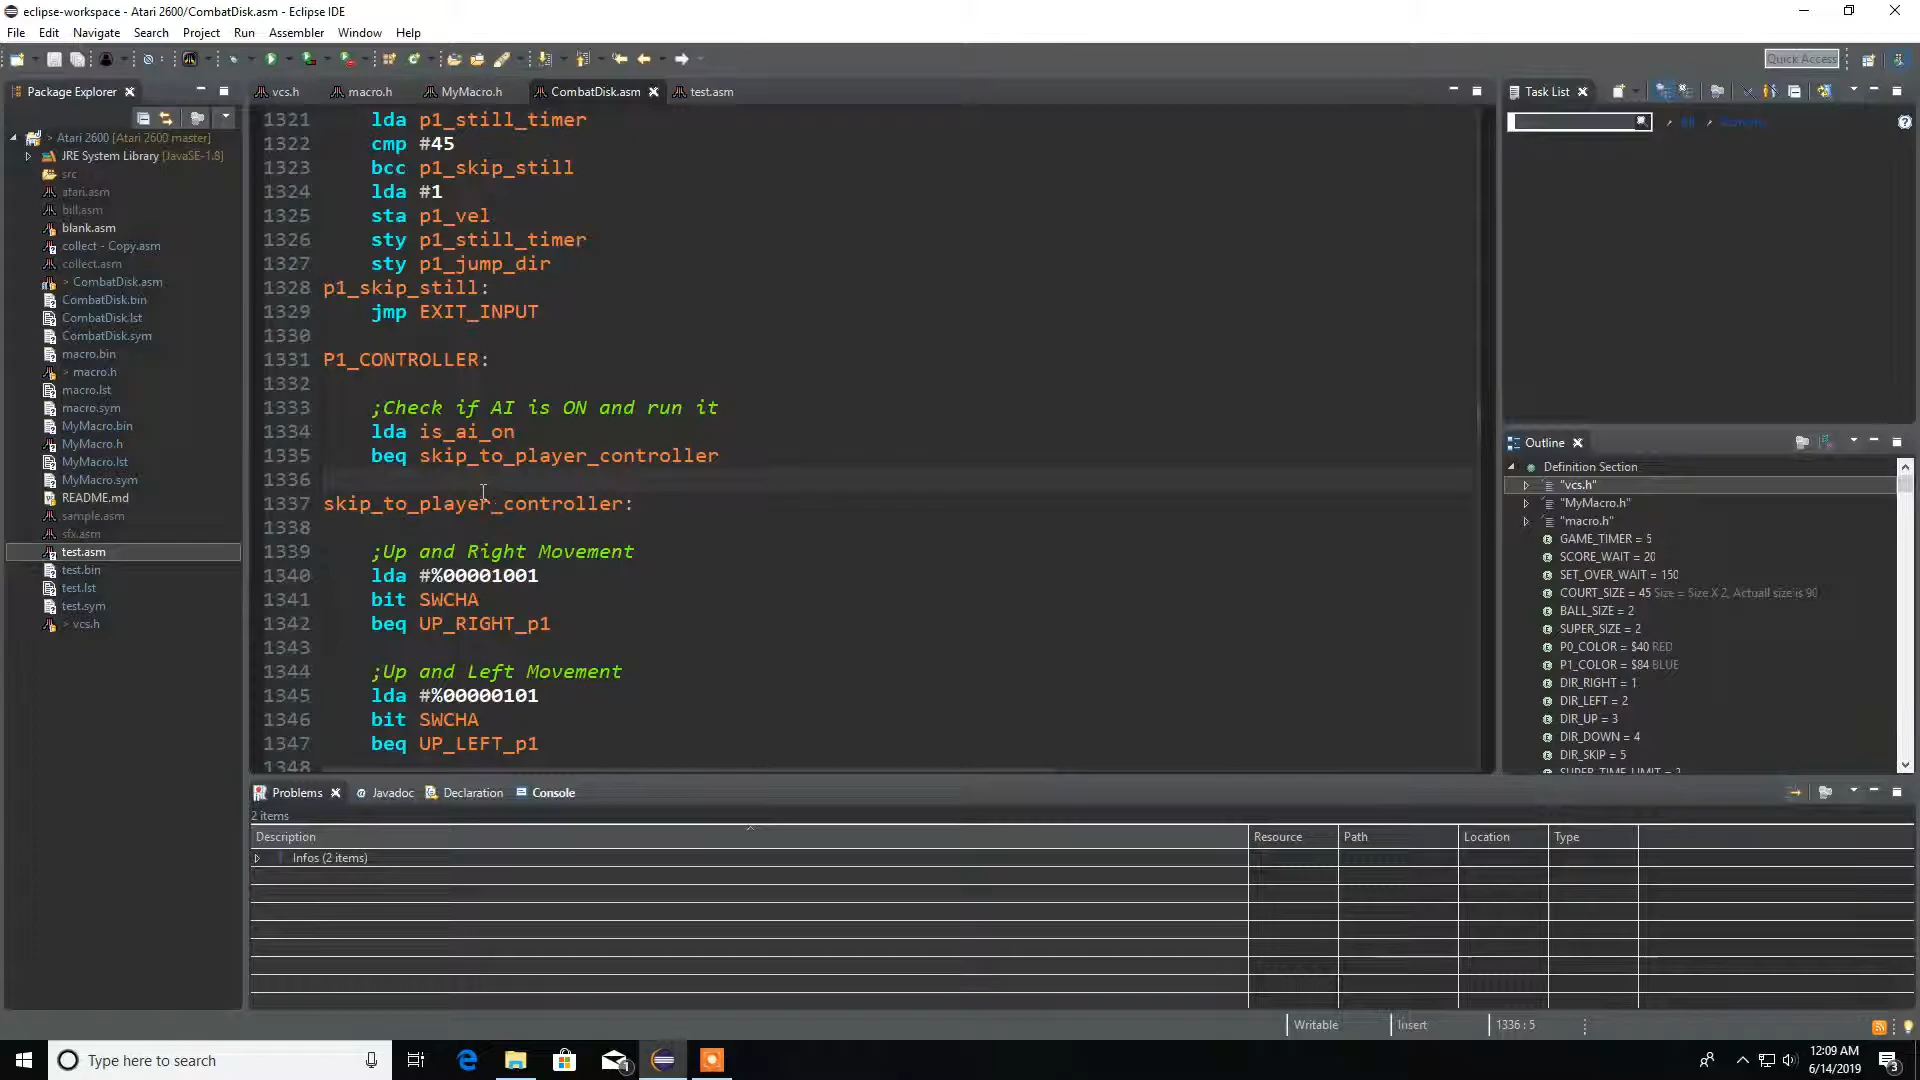 eclipse-workspace - Atari 2600/CombatDisk.asm - Eclipse IDE
File Edit Navigate Search Project Run Assembler Window Help
Quick Access
Package Explorer
> Atari 2600 [Atari 2600 master]
JRE System Library [JavaSE-1.8]
src
atari.asm
bill.asm
blank.asm
collect - Copy.asm
collect.asm
> CombatDisk.asm
CombatDisk.bin
CombatDisk.lst
CombatDisk.sym
macro.bin
> macro.h
macro.lst
macro.sym
MyMacro.bin
MyMacro.h
MyMacro.lst
MyMacro.sym
README.md
sample.asm
sfx.asm
test.asm
test.bin
test.lst
test.sym
> vcs.h
vcs.h macro.h MyMacro.h CombatDisk.asm test.asm
1321 lda p1_still_timer
1322 cmp #45
1323 bcc p1_skip_still
1324 lda #1
1325 sta p1_vel
1326 sty p1_still_timer
1327 sty p1_jump_dir
1328 p1_skip_still:
1329 jmp EXIT_INPUT
1330
1331 P1_CONTROLLER:
1332
1333 ;Check if AI is ON and run it
1334 lda is_ai_on
1335 beq skip_to_player_controller
1336
1337 skip_to_player_controller:
1338
1339 ;Up and Right Movement
1340 lda #%00001001
1341 bit SWCHA
1342 beq UP_RIGHT_p1
1343
1344 ;Up and Left Movement
1345 lda #%00000101
1346 bit SWCHA
1347 beq UP_LEFT_p1
1348
Task List
Outline
Definition Section
"vcs.h"
"MyMacro.h"
"macro.h"
GAME_TIMER = 5
SCORE_WAIT = 20
SET_OVER_WAIT = 150
COURT_SIZE = 45 Size = Size X 2, Actuall size is 90
BALL_SIZE = 2
SUPER_SIZE = 2
P0_COLOR = $40 RED
P1_COLOR = $84 BLUE
DIR_RIGHT = 1
DIR_LEFT = 2
DIR_UP = 3
DIR_DOWN = 4
DIR_SKIP = 5
Problems Javadoc Declaration Console
2 items
Description Resource Path Location Type
Infos (2 items)
Writable Insert 1336 : 5
Type here to search
12:09 AM
6/14/2019